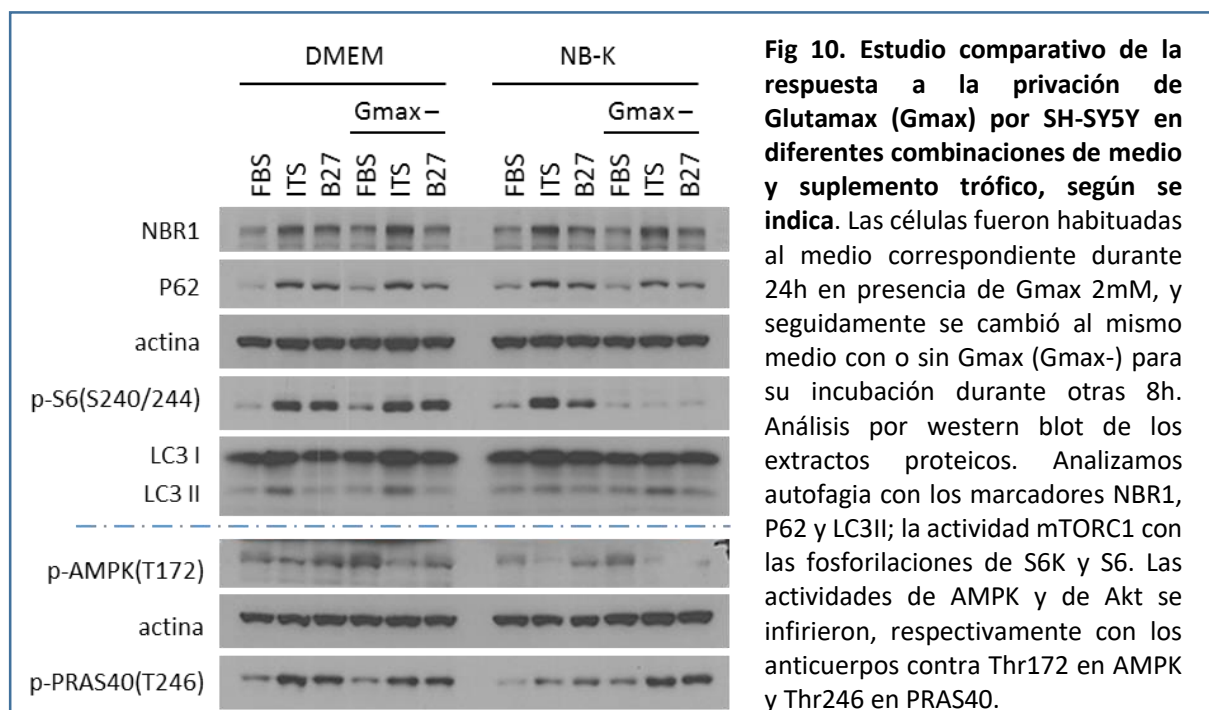 DMEM
NB-K
Gmax –
Gmax –
FBS
ITS
B27
FBS
ITS
B27
FBS
ITS
B27
FBS
ITS
B27
NBR1
P62
actina
p-S6(S240/244)
LC3 I
LC3 II
p-AMPK(T172)
actina
p-PRAS40(T246)
Fig 10. Estudio comparativo de la
respuesta a la privación de
Glutamax (Gmax) por SH-SY5Y en
diferentes combinaciones de medio
y suplemento trófico, según se
indica. Las células fueron habituadas
al medio correspondiente durante
24h en presencia de Gmax 2mM, y
seguidamente se cambió al mismo
medio con o sin Gmax (Gmax-) para
su incubación durante otras 8h.
Análisis por western blot de los
extractos proteicos. Analizamos
autofagia con los marcadores NBR1,
P62 y LC3II; la actividad mTORC1 con
las fosforilaciones de S6K y S6. Las
actividades de AMPK y de Akt se
infirieron, respectivamente con los
anticuerpos contra Thr172 en AMPK
y Thr246 en PRAS40.